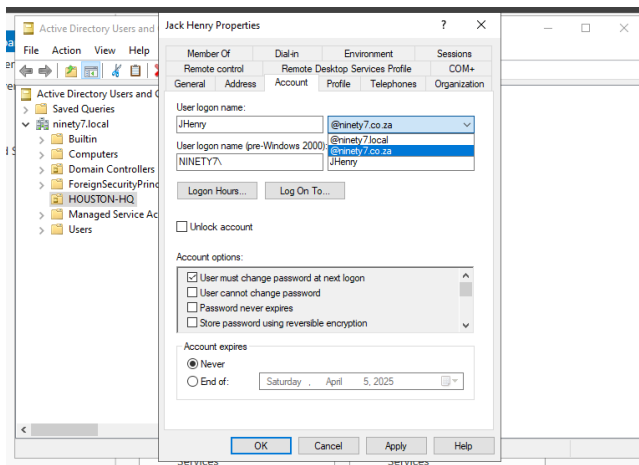 Active Directory Users and
File Action View Help
Active Directory Users and C
Saved Queries
ninety7.local
Builtin
Computers
Domain Controllers
ForeignSecurityPrinc
HOUSTON-HQ
Managed Service Ac
Users
Jack Henry Properties
Member Of Dial-in Environment Sessions
Remote control Remote Desktop Services Profile COM+
General Address Account Profile Telephones Organization
User logon name:
JHenry @ninety7.co.za
@ninety7.local
User logon name (pre-Windows 2000): @ninety7.co.za
NINETY7\ JHenry
Logon Hours... Log On To...
Unlock account
Account options:
User must change password at next logon
User cannot change password
Password never expires
Store password using reversible encryption
Account expires
Never
End of: Saturday , April 5, 2025
OK Cancel Apply Help
Services Services